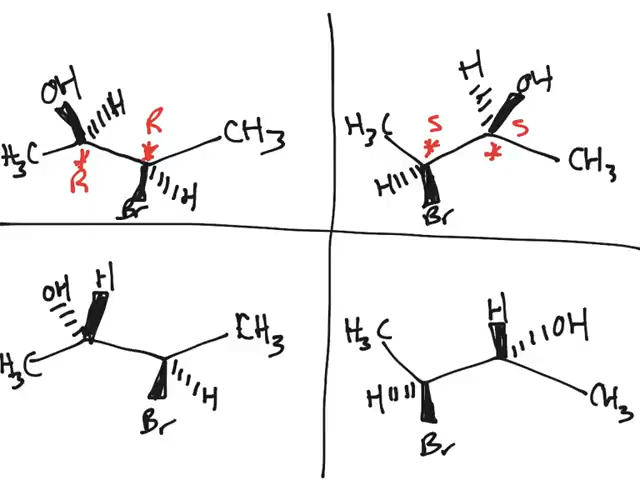 OH H R CH3
H3C * *
R Br H
H OH
H3C S S
* *
H Br CH3
OH H CH3
H3C H
Br
H OH
H3C
H CH3
Br